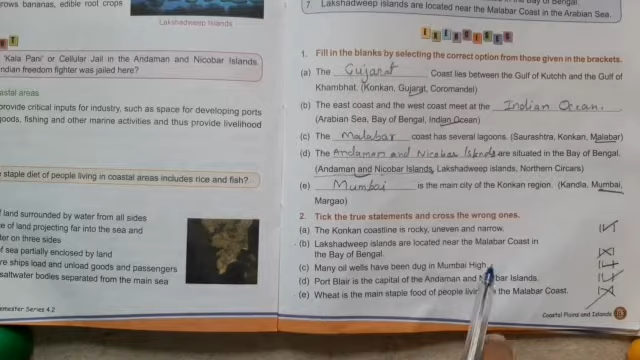 rows bananas, edible root crops
Lakshadweep Islands
'Kala Pani' or Cellular Jail in the Andaman and Nicobar Islands.
ndian freedom fighter was jailed here?
astal areas
provide critical inputs for industry, such as space for developing ports
goods, fishing and other marine activities and thus provide livelihood
staple diet of people living in coastal areas includes rice and fish?
land surrounded by water from all sides
e of land projecting far into the sea and
ter on three sides
of sea partially enclosed by land
re ships load and unload goods and passengers
saltwater bodies separated from the main sea
emester Series 4.2
7. Lakshadweep islands are located near the Malabar Coast in the Arabian Sea.
EXERCISES
1. Fill in the blanks by selecting the correct option from those given in the brackets.
(a) The Gujarat Coast lies between the Gulf of Kutchh and the Gulf of
Khambhat. (Konkan, Gujarat, Coromandel)
(b) The east coast and the west coast meet at the Indian Ocean.
(Arabian Sea, Bay of Bengal, Indian Ocean)
(c) The Malabar coast has several lagoons. (Saurashtra, Konkan, Malabar)
(d) The Andaman and Nicobar Islands are situated in the Bay of Bengal.
(Andaman and Nicobar Islands, Lakshadweep islands, Northern Circars)
(e) Mumbai is the main city of the Konkan region. (Kandla, Mumbai,
Margao)
2. Tick the true statements and cross the wrong ones.
(a) The Konkan coastline is rocky, uneven and narrow.
(b) Lakshadweep islands are located near the Malabar Coast in
the Bay of Bengal.
(c) Many oil wells have been dug in Mumbai High.
(d) Port Blair is the capital of the Andaman and bar Islands.
(e) Wheat is the main staple food of people livi the Malabar Coast.
Coastal Plains and Islands